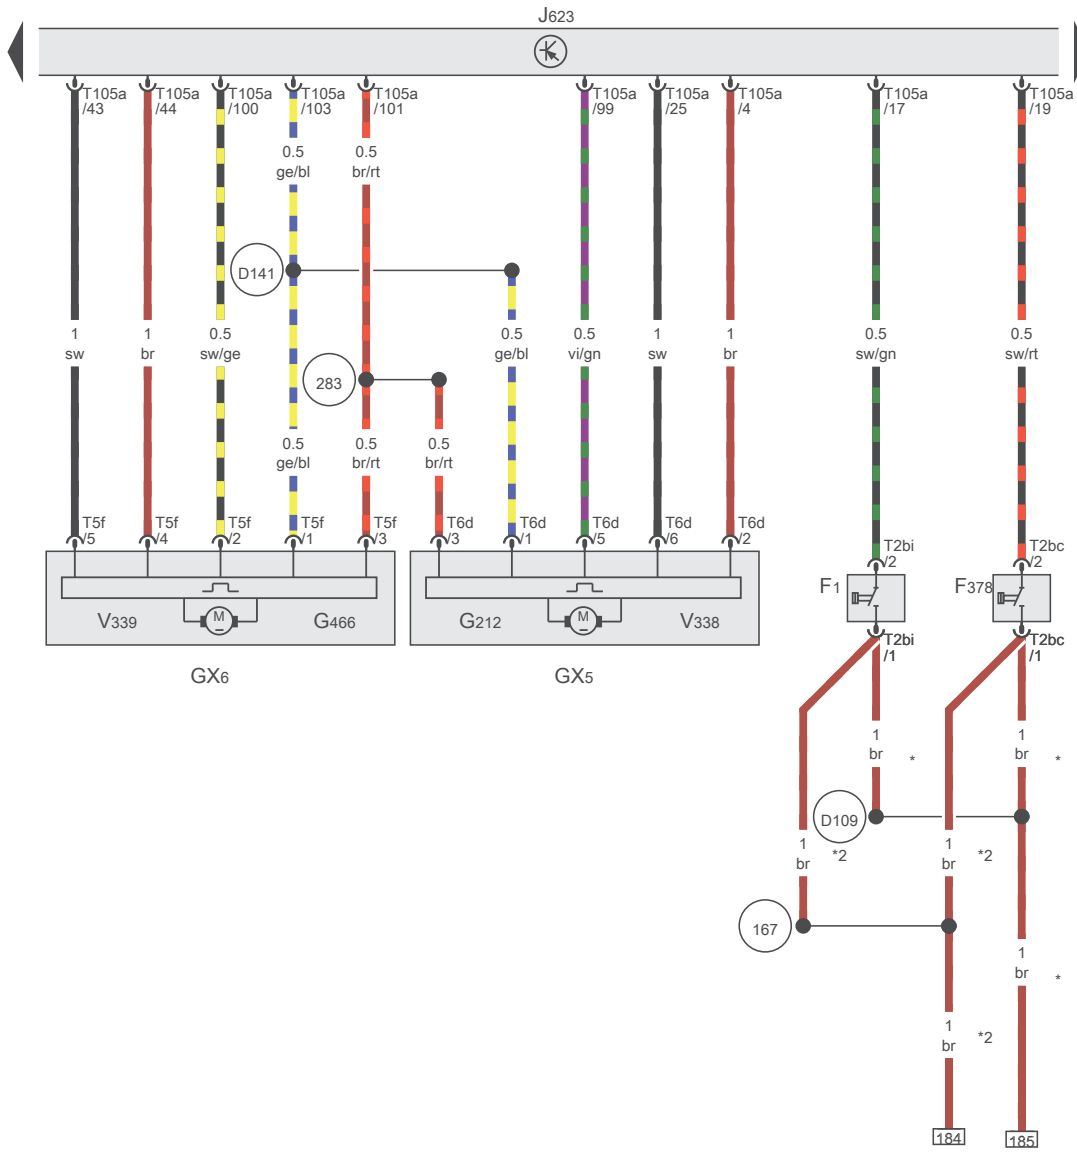 J623
T105a T105a T105a T105a T105a T105a T105a T105a T105a T105a
/43 /44 /100 /103 /101 /99 /25 /4 /17 /19
0.5 0.5
ge/bl br/rt
D141
1 1 0.5 0.5 0.5 1 1 0.5 0.5
sw br sw/ge ge/bl vi/gn sw br sw/gn sw/rt
283
0.5 0.5 0.5
ge/bl br/rt br/rt
T5f T5f T5f T5f T5f T6d T6d T6d T6d T6d
/5 /4 /2 /1 /3 /3 /1 /5 /6 /2
T2bi T2bc
/2 /2
F1 F378
M M
V339 G466 G212 V338
T2bi T2bc
/1 /1
GX6 GX5
1 1
br * br *
D109
1 *2 1 *2
br br
167
1
br *
1 *2
br
184 185